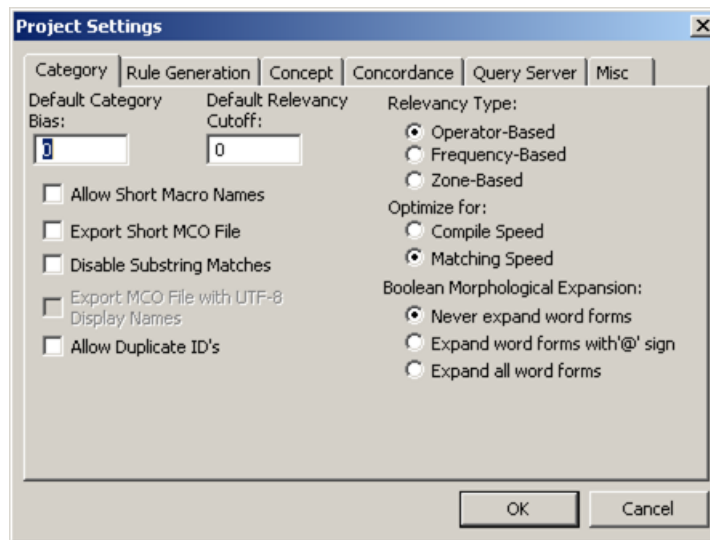 Project Settings
Category Rule Generation Concept Concordance Query Server Misc
Default Category
Bias:
Default Relevancy
Cutoff:
0
0
Allow Short Macro Names
Export Short MCO File
Disable Substring Matches
Export MCO File with UTF-8
Display Names
Allow Duplicate ID's
Relevancy Type:
Operator-Based
Frequency-Based
Zone-Based
Optimize for:
Compile Speed
Matching Speed
Boolean Morphological Expansion:
Never expand word forms
Expand word forms with'@' sign
Expand all word forms
OK Cancel